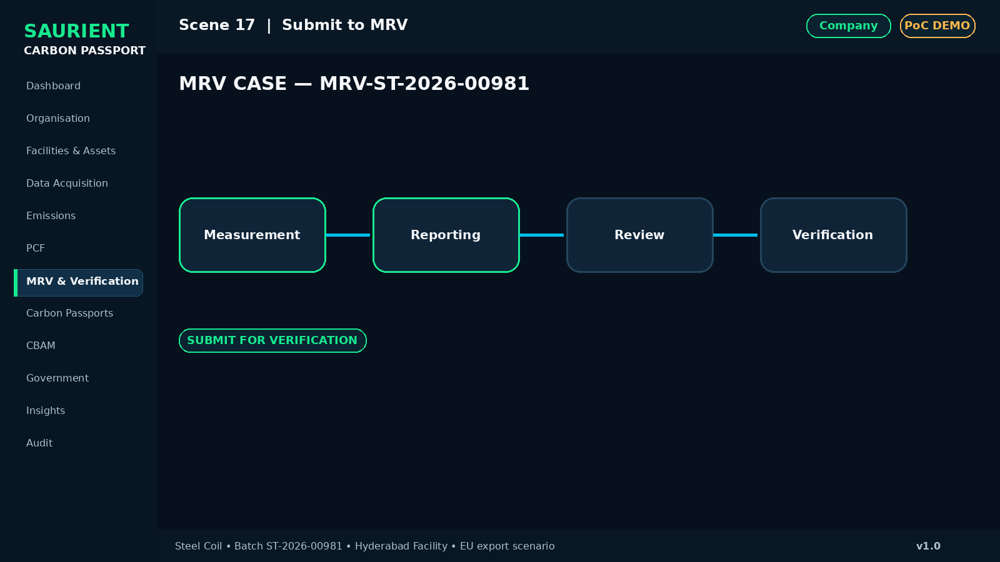 SAURIENT
CARBON PASSPORT
Dashboard
Organisation
Facilities & Assets
Data Acquisition
Emissions
PCF
MRV & Verification
Carbon Passports
CBAM
Government
Insights
Audit
Scene 17 | Submit to MRV
Company
PoC DEMO
MRV CASE — MRV-ST-2026-00981
Measurement
Reporting
Review
Verification
SUBMIT FOR VERIFICATION
Steel Coil • Batch ST-2026-00981 • Hyderabad Facility • EU export scenario
v1.0